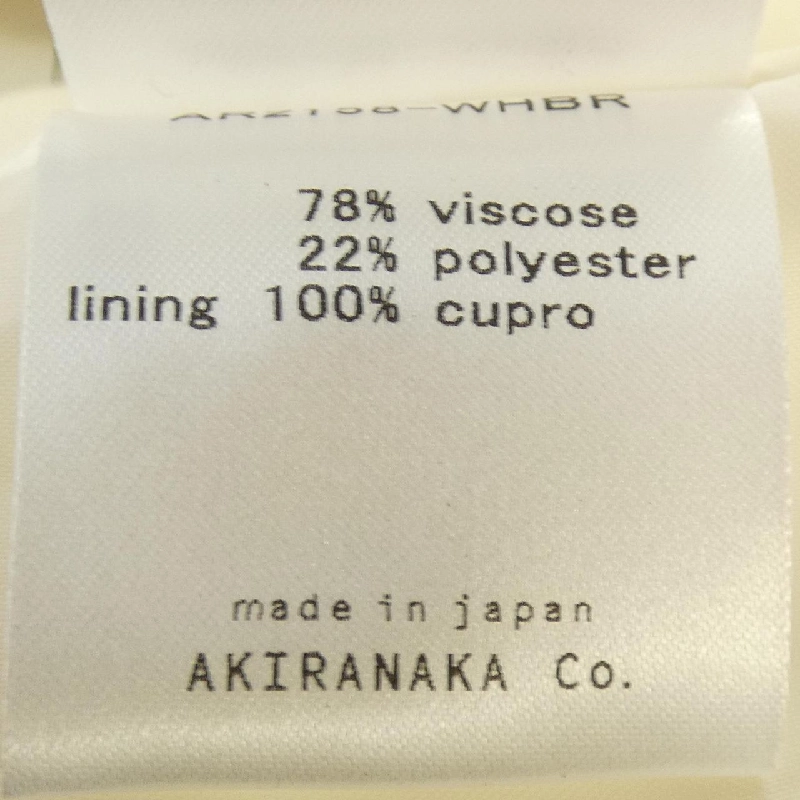 78% viscose
22% polyester
lining 100% cupro
made in japan
AKIRANAKA Co.